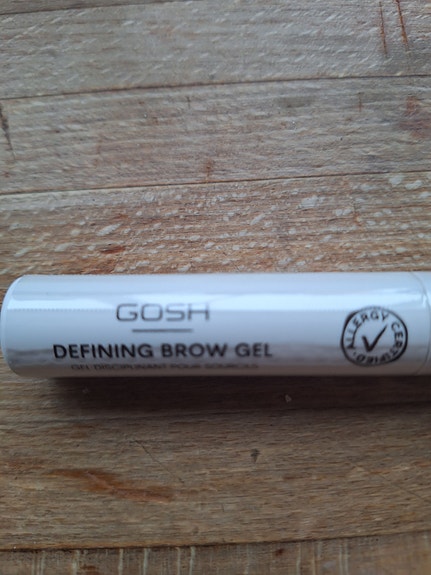 GOSH
DEFINING BROW GEL
GEL DISCIPLINANT POUR SOURCILS
ALLERGY CERTIFIED